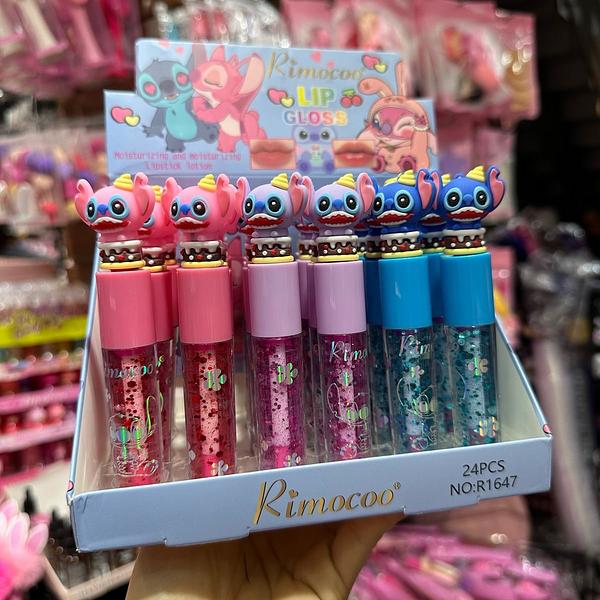 Rimocoo
LIP
GLOSS
Moisturizing and moisturizing
lipstick lotion
Rimocoo®
24PCS
NO:R1647